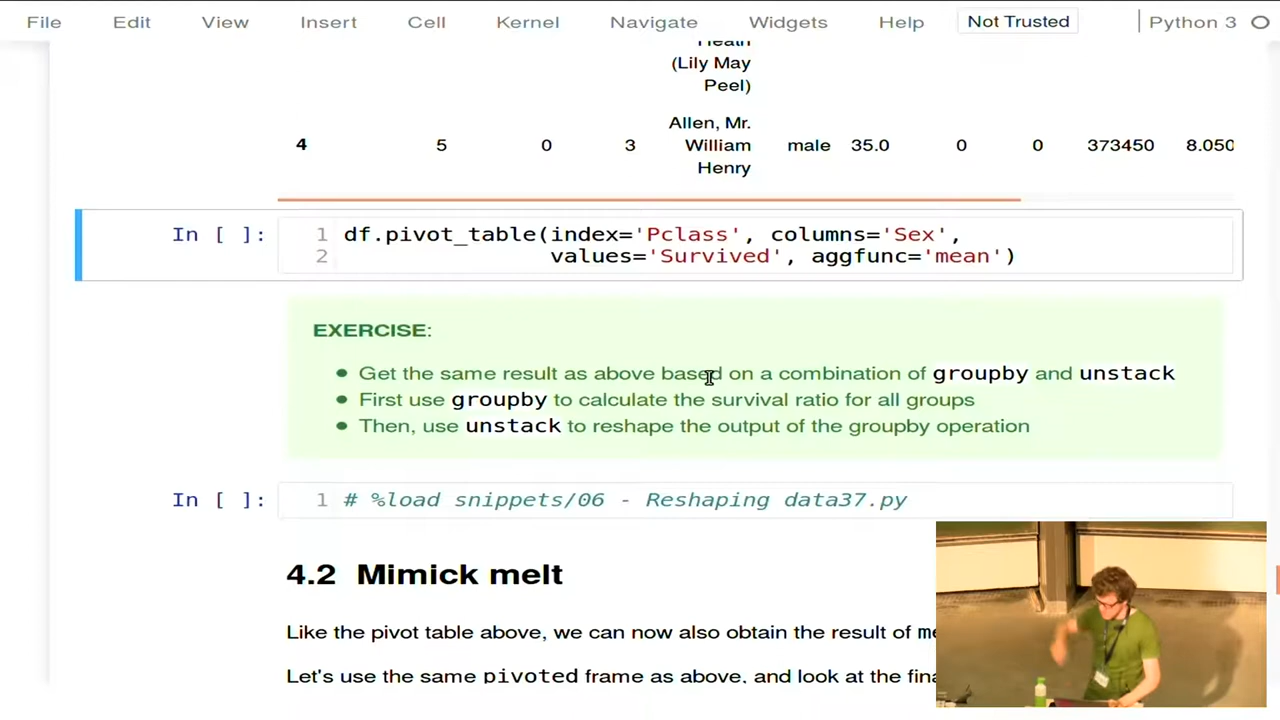 File Edit View Insert Cell Kernel Navigate Widgets Help Not Trusted Python 3
Heath
(Lily May
Peel)
Allen, Mr.
4 5 0 3 William male 35.0 0 0 373450 8.050
Henry
In [ ]: 1 df.pivot_table(index='Pclass', columns='Sex',
2 values='Survived', aggfunc='mean')
EXERCISE:
Get the same result as above based on a combination of groupby and unstack
First use groupby to calculate the survival ratio for all groups
Then, use unstack to reshape the output of the groupby operation
In [ ]: 1 # %load snippets/06 - Reshaping data37.py
4.2 Mimick melt
Like the pivot table above, we can now also obtain the result of
Let's use the same pivoted frame as above, and look at the